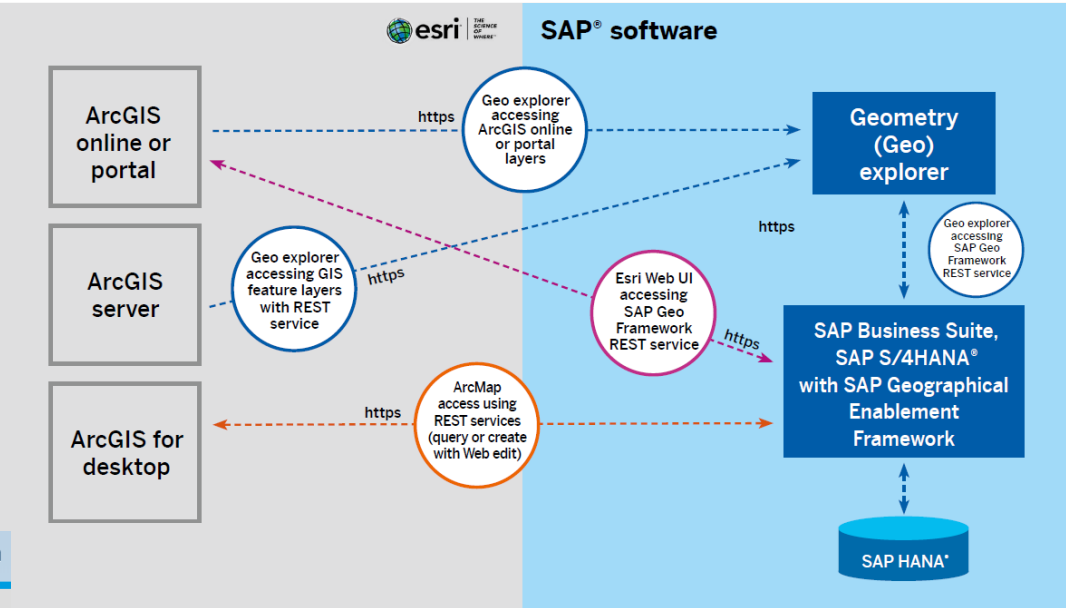 esri
THE
SCIENCE
OF
WHERE™
SAP® software
ArcGIS
online or
portal
https
Geo explorer
accessing
ArcGIS online
or portal
layers
Geometry
(Geo)
explorer
ArcGIS
server
Geo explorer
accessing GIS
feature layers
with REST
service
https
https
Geo explorer
accessing
SAP Geo
Framework
REST service
Esri Web UI
accessing
SAP Geo
Framework
REST service
https
SAP Business Suite,
SAP S/4HANA®
with SAP Geographical
Enablement
Framework
ArcGIS for
desktop
https
ArcMap
access using
REST services
(query or create
with Web edit)
SAP HANA®